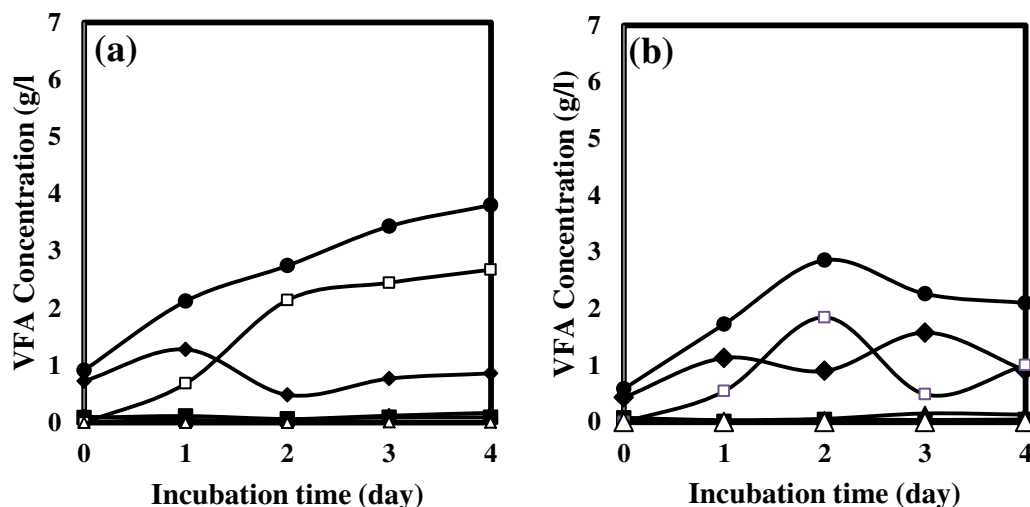 (a)
VFA Concentration (g/l
7
6
5
4
3
2
1
0
0 1 2 3 4
Incubation time (day)
(b)
VFA Concentration (g/l)
7
6
5
4
3
2
1
0
0 1 2 3 4
Incubation time (day)